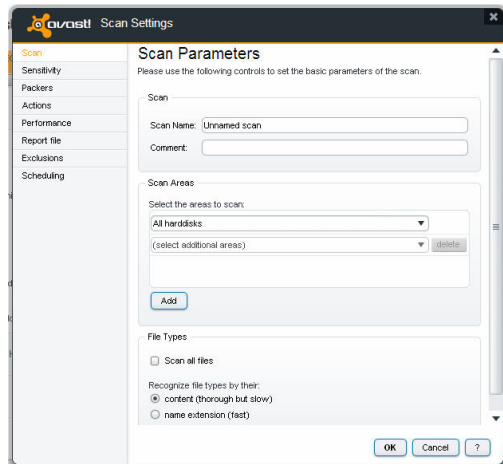 avast! Scan Settings
Scan
Sensitivity
Packers
Actions
Performance
Report file
Exclusions
Scheduling
Scan Parameters
Please use the following controls to set the basic parameters of the scan.
Scan
Scan Name: Unnamed scan
Comment:
Scan Areas
Select the areas to scan:
All harddisks
(select additional areas) delete
Add
File Types
Scan all files
Recognize file types by their:
content (thorough but slow)
name extension (fast)
OK Cancel ?